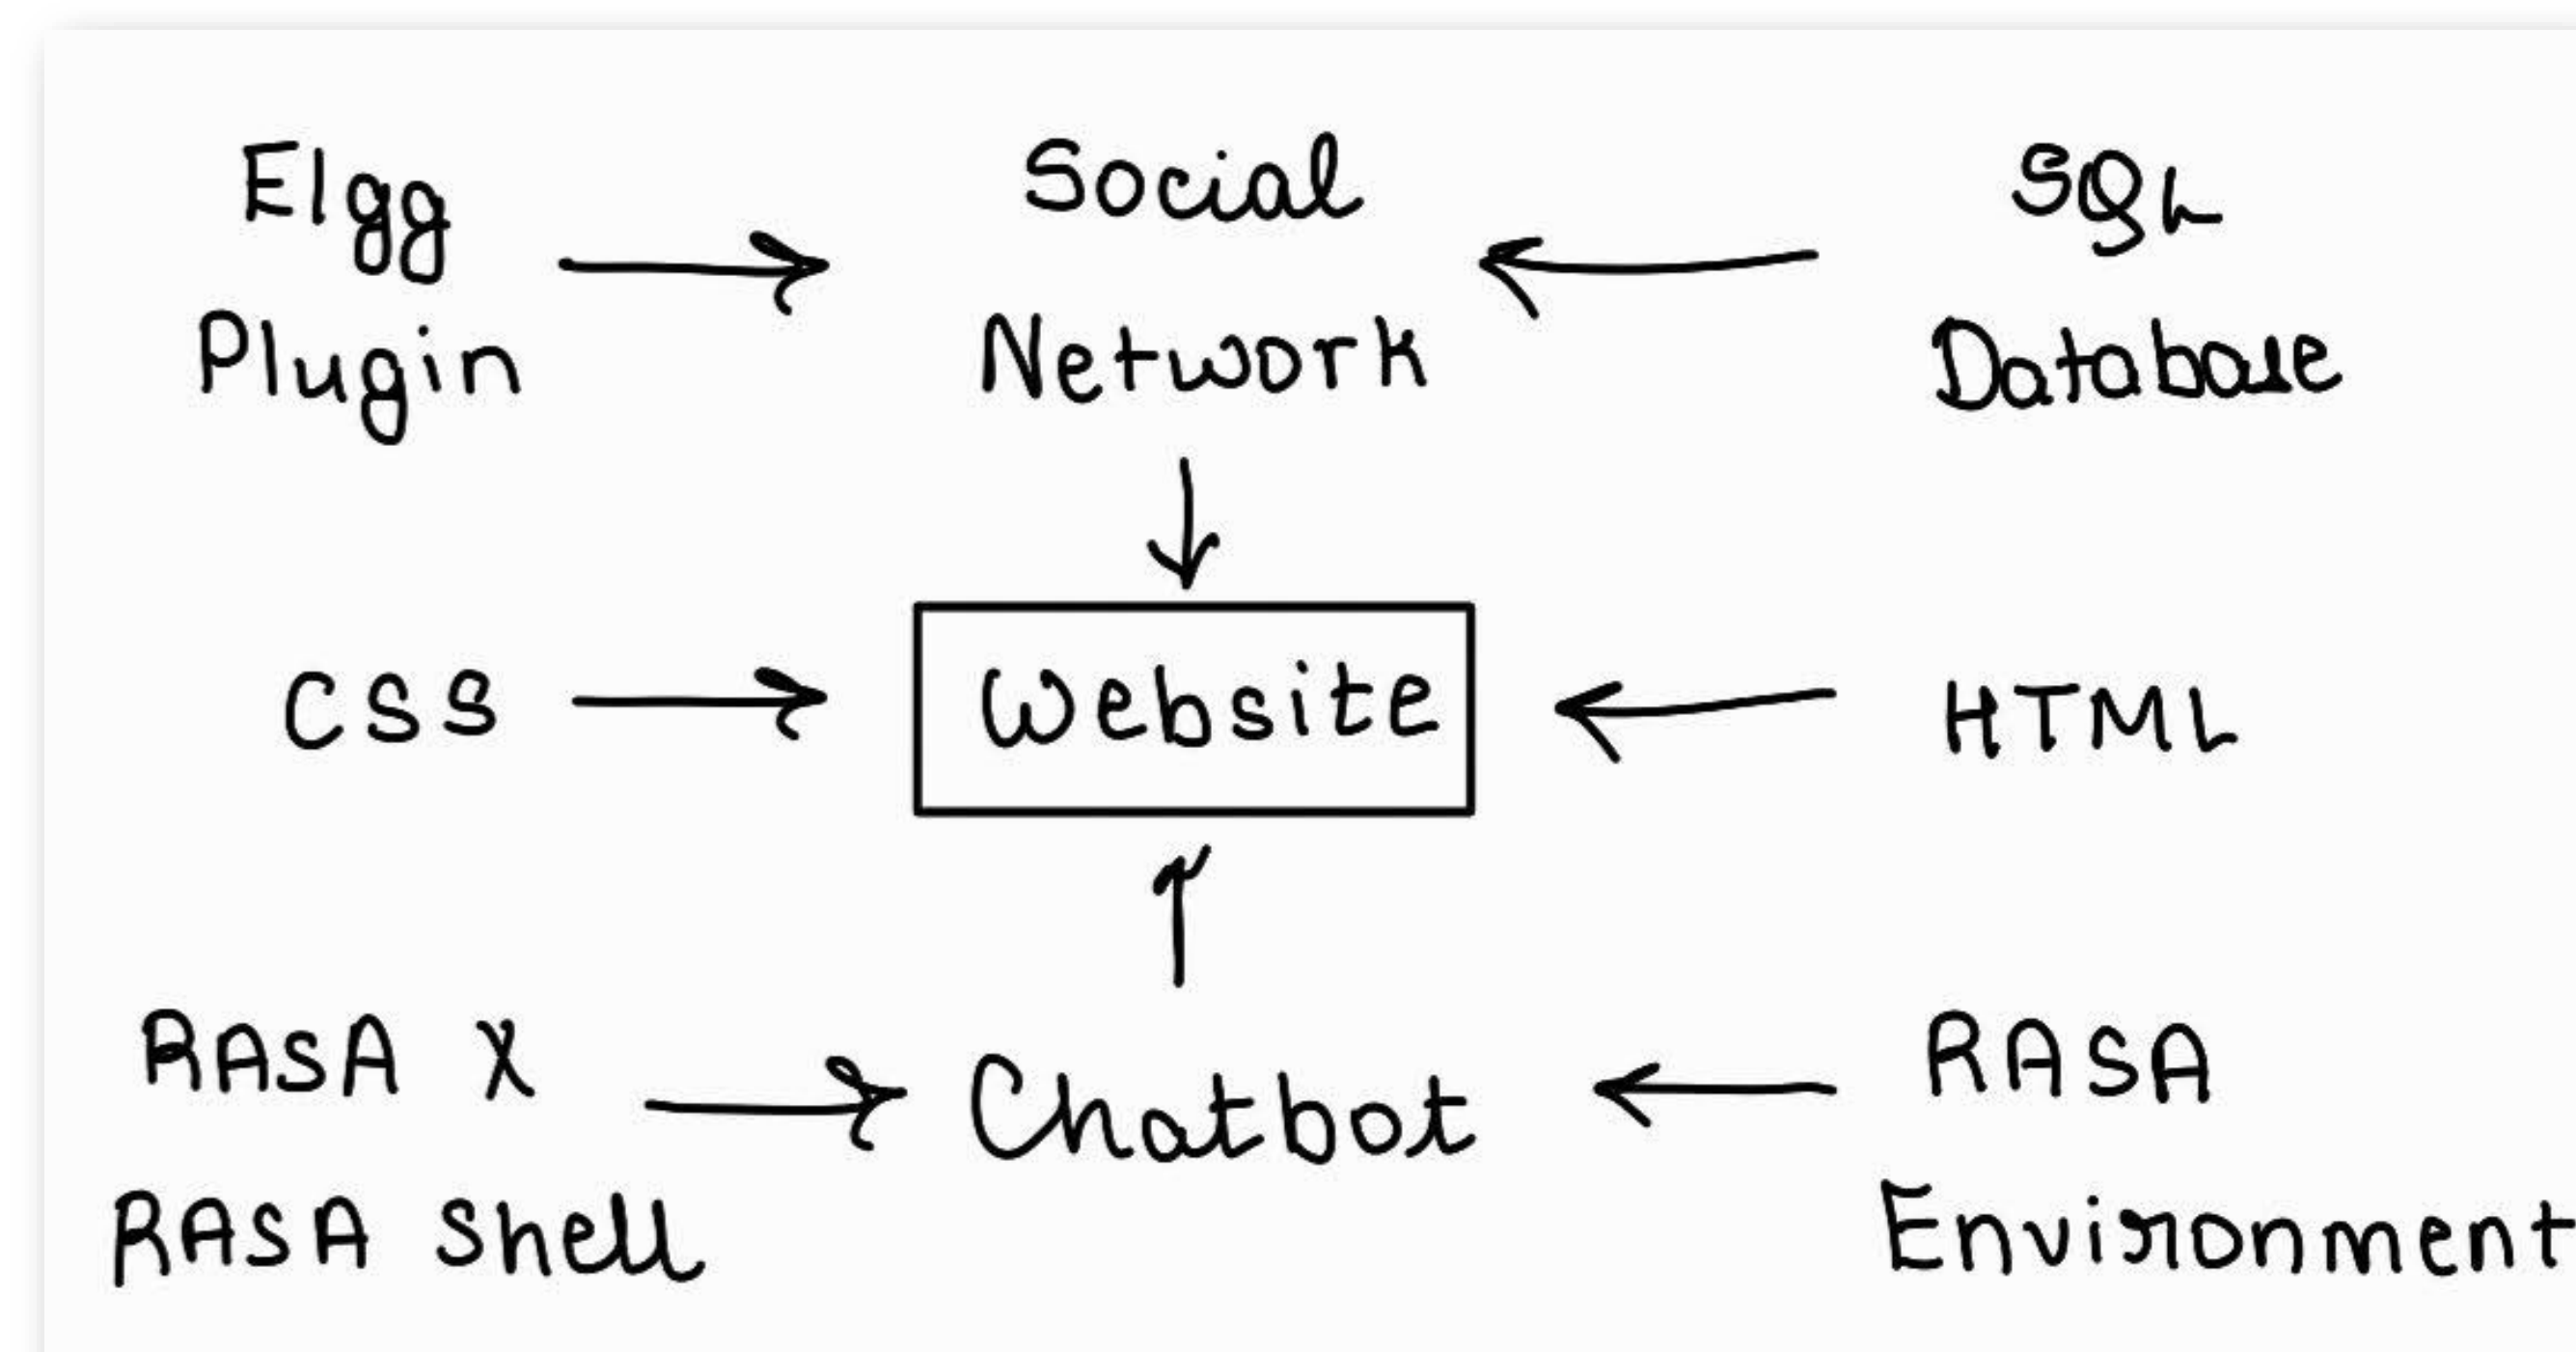 Elgg
Plugin
Social
Network
SQL
Database
CSS
Website
HTML
RASA X
RASA Shell
Chatbot
RASA
Environment